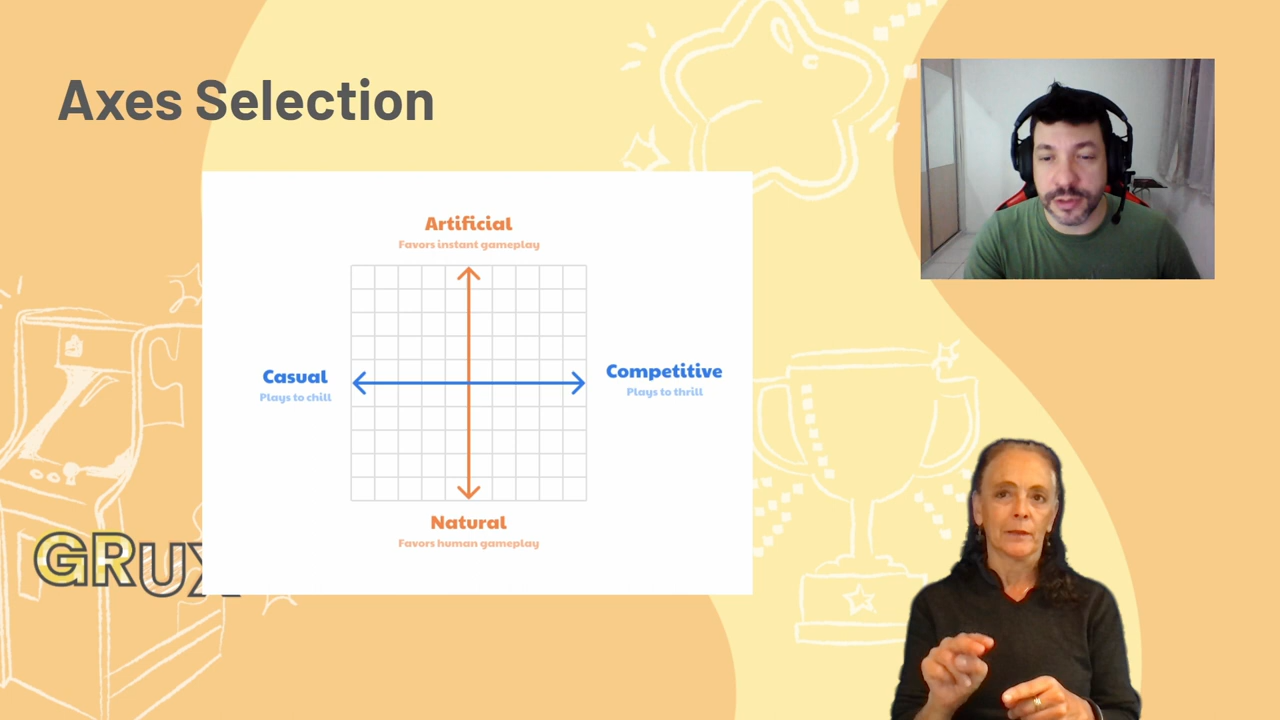 Axes Selection
Artificial
Favors instant gameplay
Casual
Plays to chill
Competitive
Plays to thrill
Natural
Favors human gameplay
GRUX